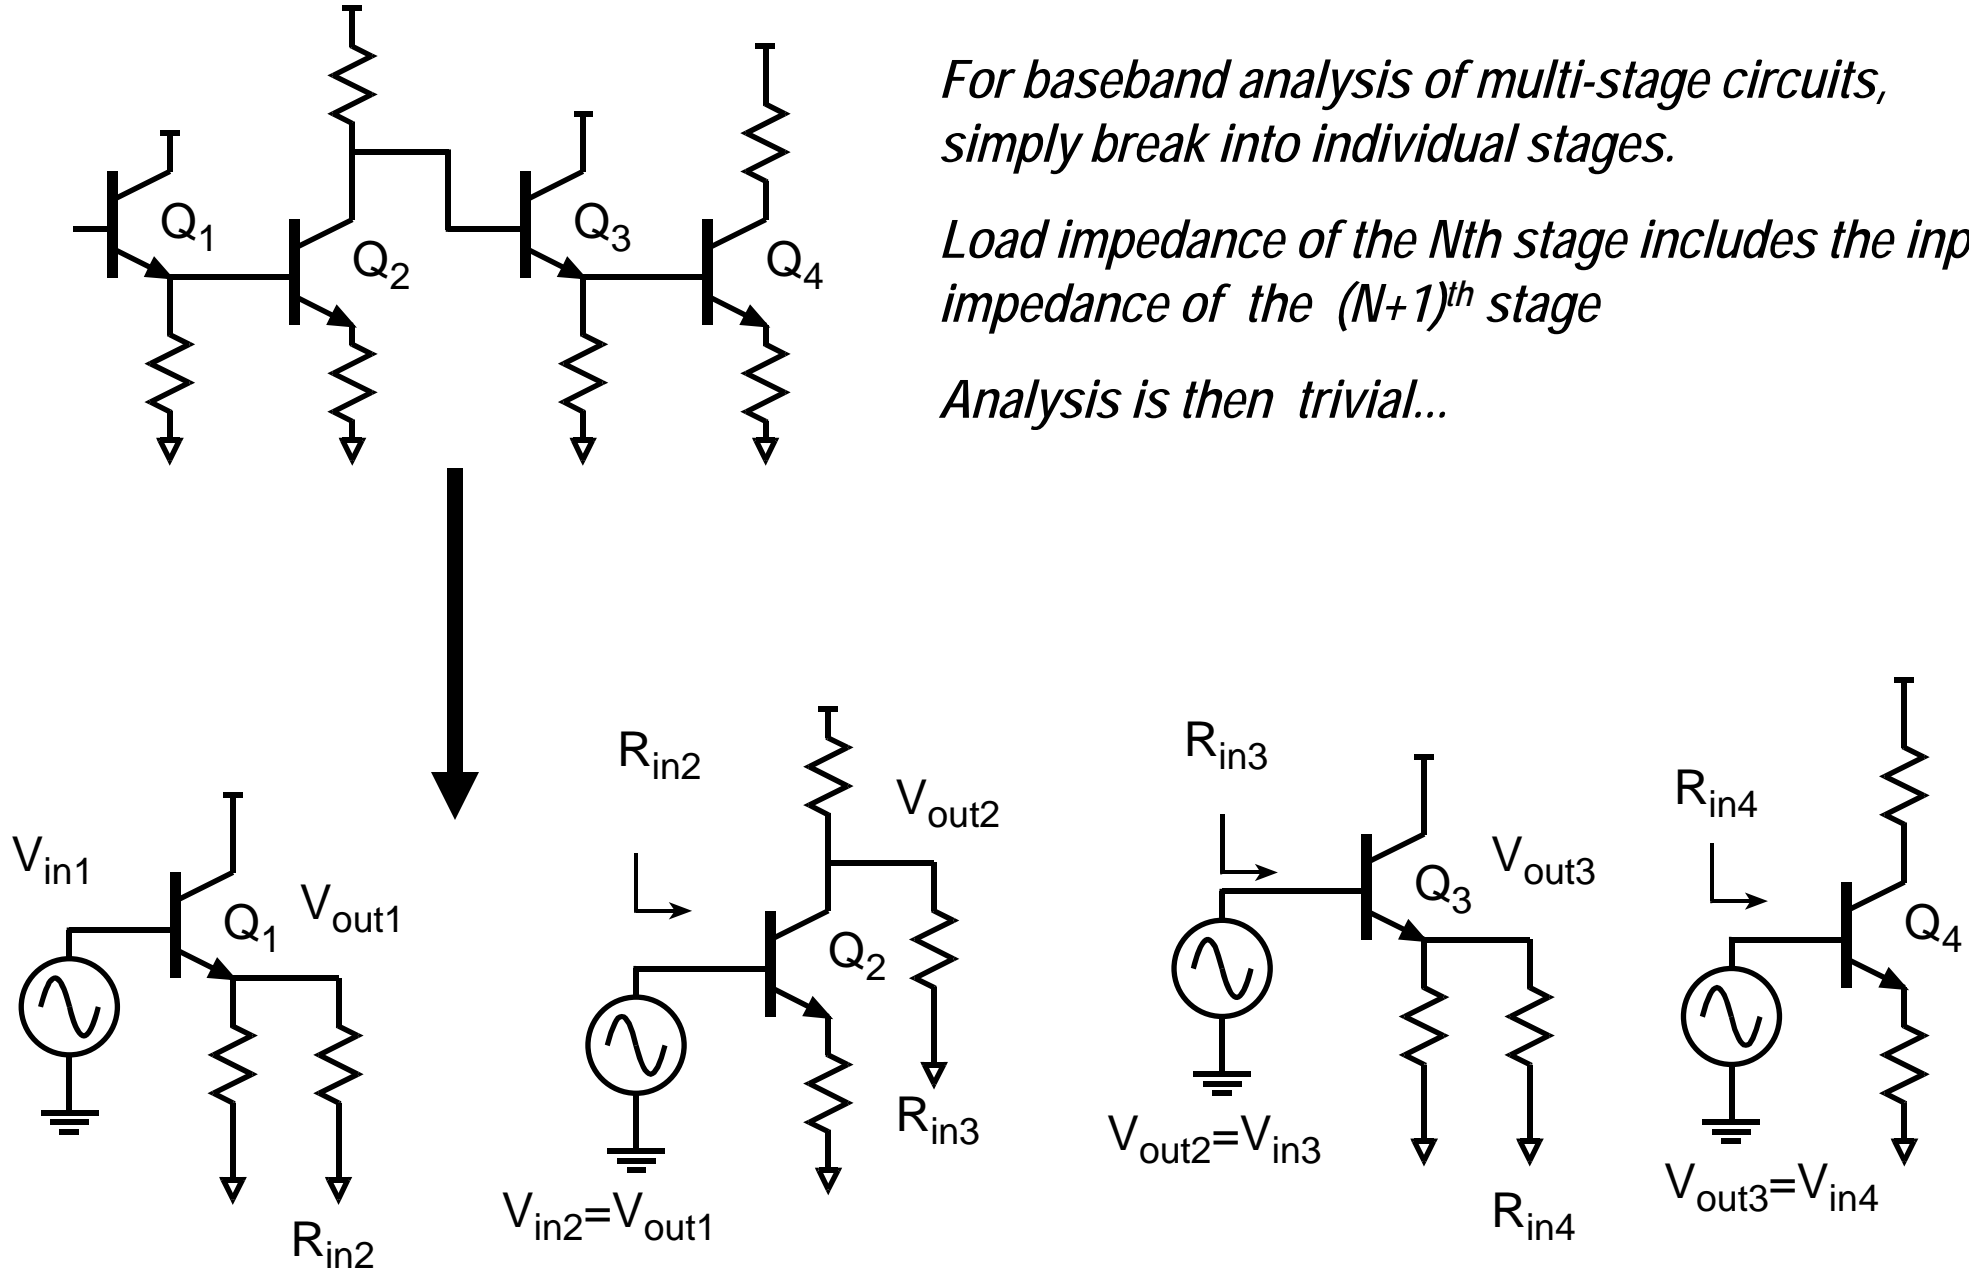 For baseband analysis of multi-stage circuits,
simply break into individual stages.
Load impedance of the Nth stage includes the inp
impedance of the (N+1)th stage
Analysis is then trivial...
Q1
Q2
Q3
Q4
Vin1
Q1
Vout1
Rin2
Rin2
Vout2
Q2
Rin3
Vin2=Vout1
Rin3
Q3
Vout3
Vout2=Vin3
Rin4
Rin4
Q4
Vout3=Vin4